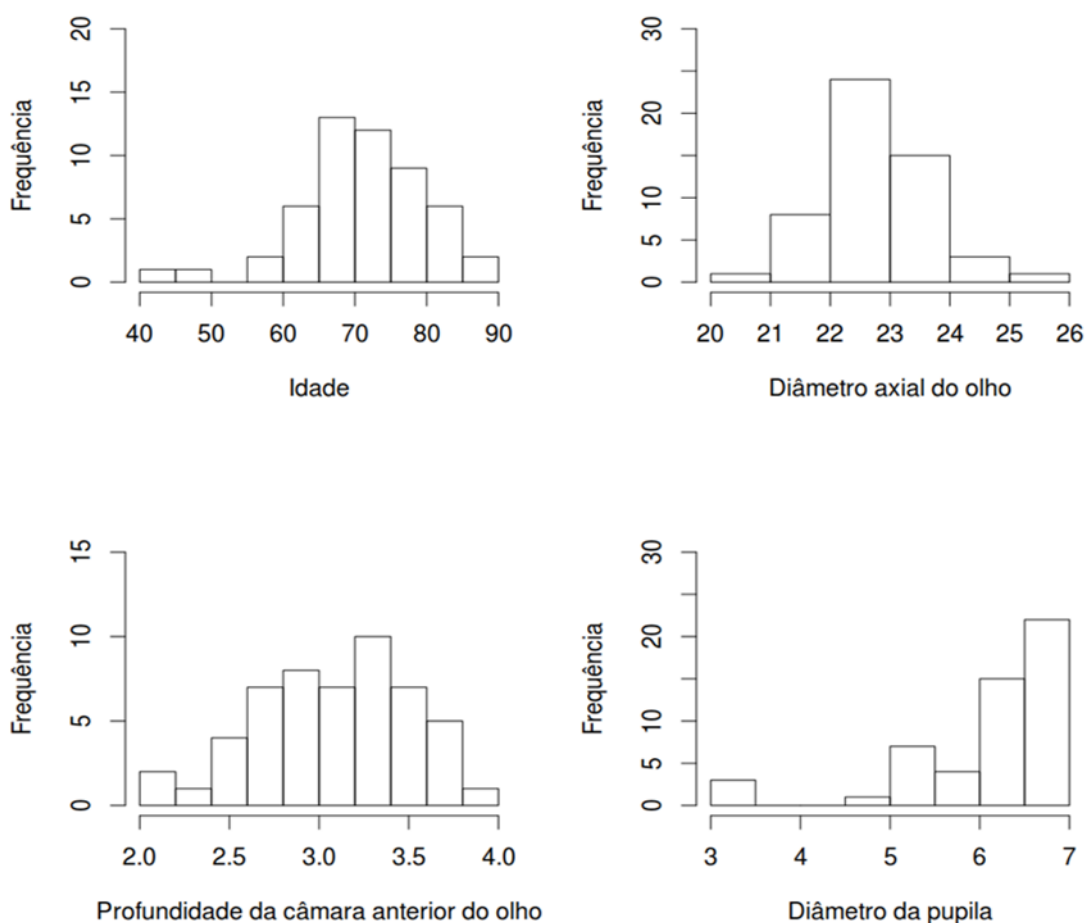 Frequência
0 5 10 15 20
40 50 60 70 80 90
Idade
Frequência
0 5 10 20 30
20 21 22 23 24 25 26
Diâmetro axial do olho
Frequência
0 5 10 15
2.0 2.5 3.0 3.5 4.0
Profundidade da câmara anterior do olho
Frequência
0 5 10 20 30
3 4 5 6 7
Diâmetro da pupila